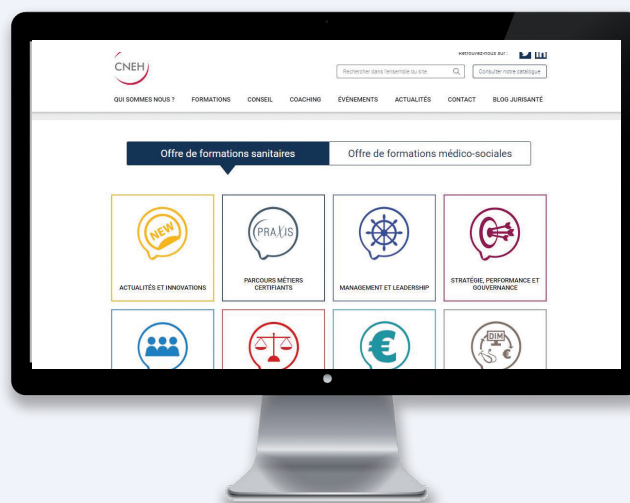 Retrouvez-nous sur :
CNEH
Rechercher dans l'ensemble du site
Consulter notre catalogue
QUI SOMMES NOUS ? FORMATIONS CONSEIL COACHING ÉVÉNEMENTS ACTUALITÉS CONTACT BLOG JURISANTÉ
Offre de formations sanitaires Offre de formations médico-sociales
NEW PRAXIS
ACTUALITÉS ET INNOVATIONS
PARCOURS MÉTIERS
CERTIFIANTS
MANAGEMENT ET LEADERSHIP
STRATÉGIE, PERFORMANCE ET
GOUVERNANCE
€ DIM €